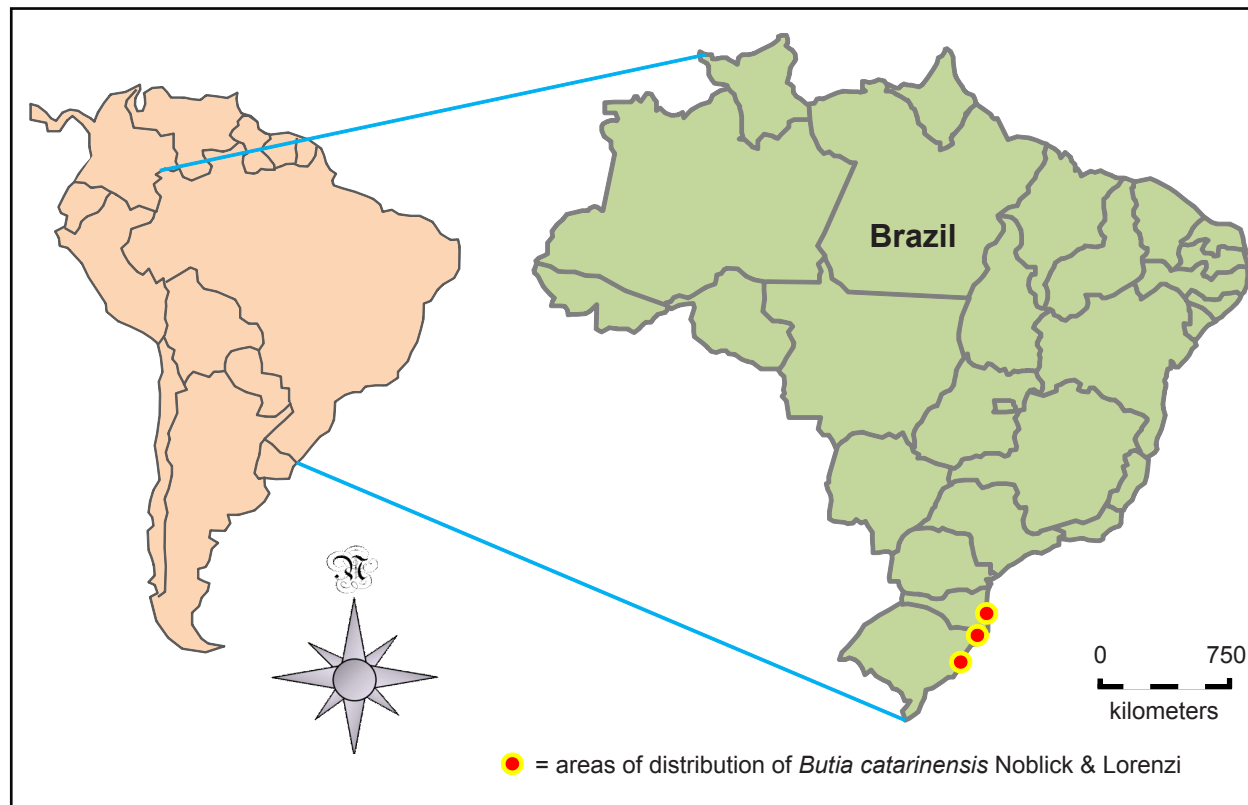 Brazil
N
0 750
kilometers
= areas of distribution of Butia catarinensis Noblick & Lorenzi